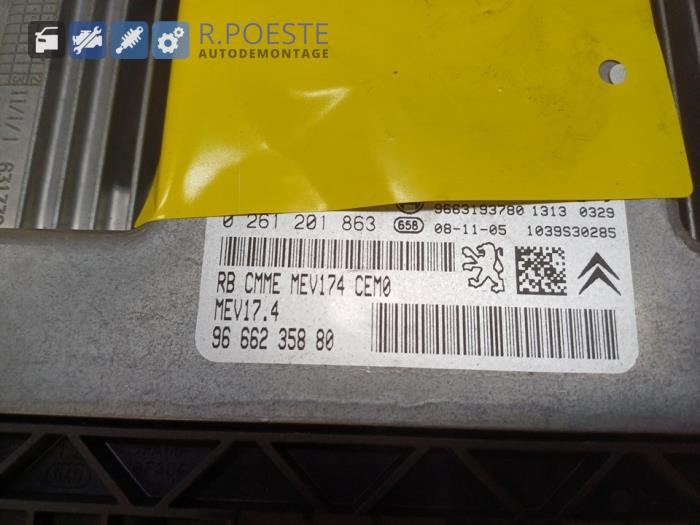 R.POESTE
AUTODEMONTAGE
9663193780 1313 0329
0 261 201 863 658 08-11-05 1039S30285
RB CMME MEV174 CEM0
MEV17.4
96 662 358 80